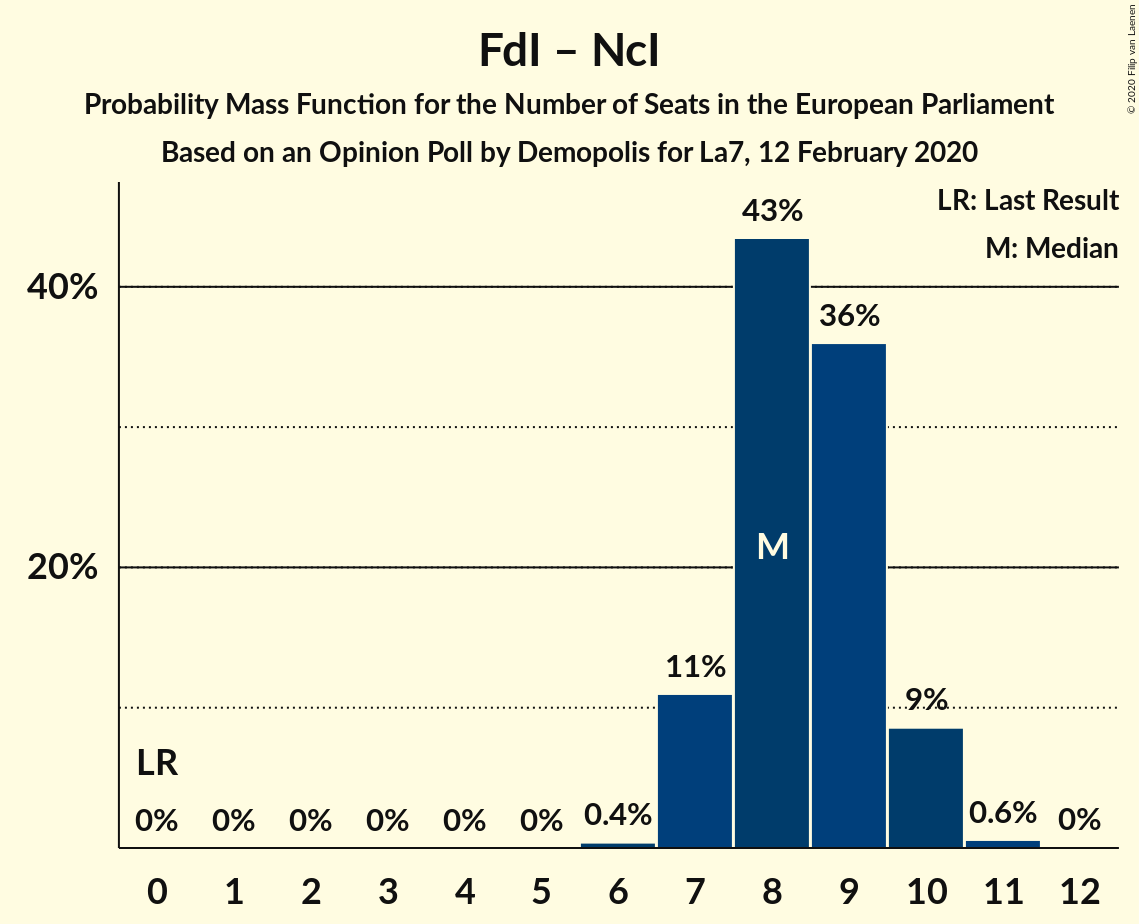 FdI – NcI
Probability Mass Function for the Number of Seats in the European Parliament
Based on an Opinion Poll by Demopolis for La7, 12 February 2020
© 2020 Filip van Laenen
LR: Last Result
M: Median
43%
40%
36%
M
20%
11%
9%
LR
0% 0% 0% 0% 0% 0% 0.4% 0.6% 0%
0 1 2 3 4 5 6 7 8 9 10 11 12